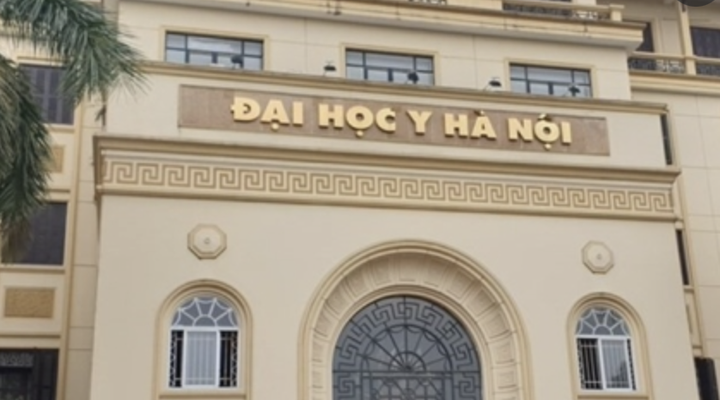 ĐẠI HỌC Y HÀ NỘI